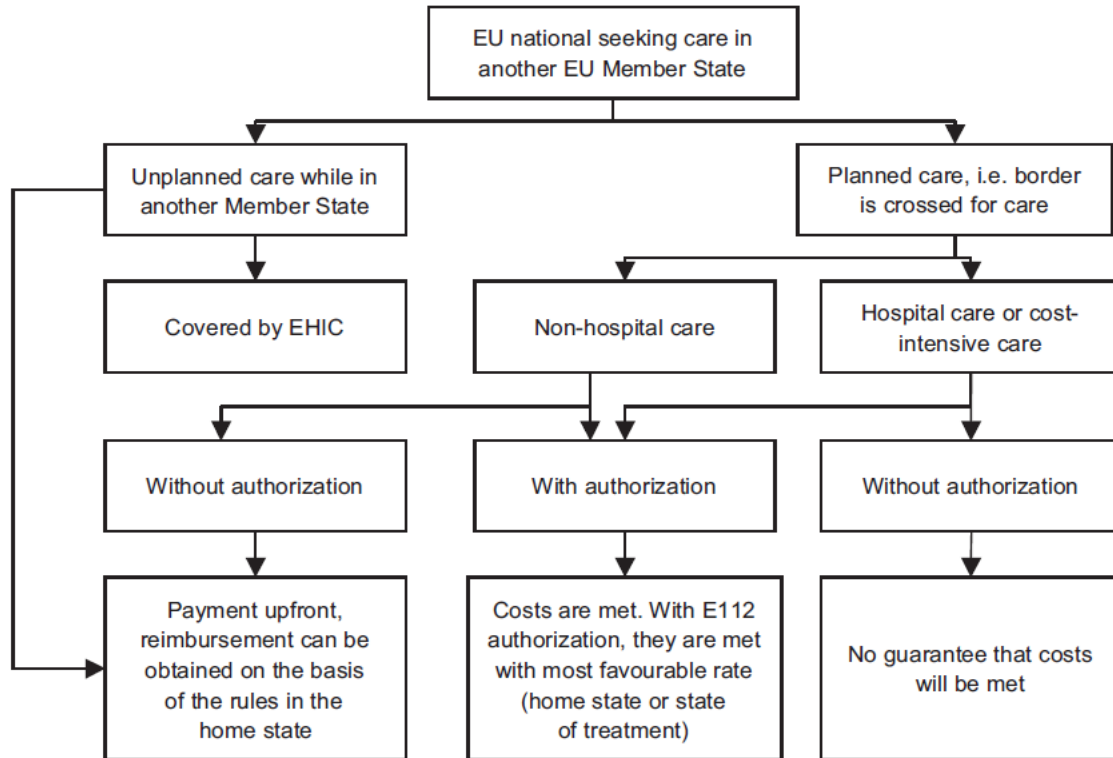 EU national seeking care in
another EU Member State
Unplanned care while in
another Member State
Planned care, i.e. border
is crossed for care
Covered by EHIC
Non-hospital care
Hospital care or cost-
intensive care
Without authorization
With authorization
Without authorization
Payment upfront,
reimbursement can be
obtained on the basis
of the rules in the
home state
Costs are met. With E112
authorization, they are met
with most favourable rate
(home state or state
of treatment)
No guarantee that costs
will be met